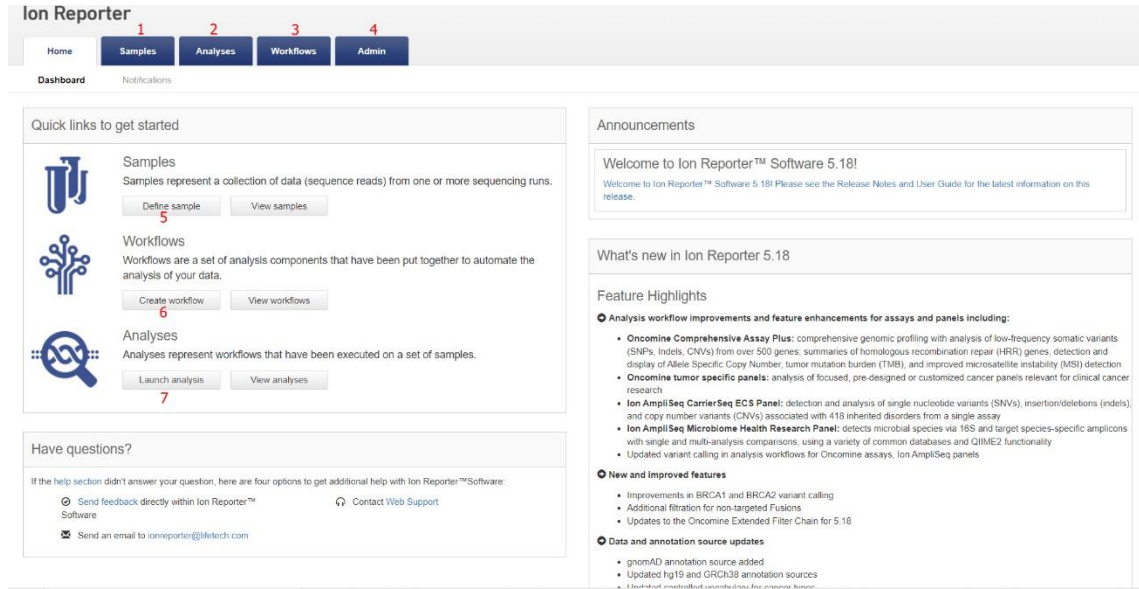 Ion Reporter
1 2 3 4
Home Samples Analyses Workflows Admin
Dashboard Notifications
Quick links to get started
Samples
Samples represent a collection of data (sequence reads) from one or more sequencing runs.
Define sample View samples
5
Workflows
Workflows are a set of analysis components that have been put together to automate the
analysis of your data.
Create workflow View workflows
6
Analyses
Analyses represent workflows that have been executed on a set of samples.
Launch analysis View analyses
7
Have questions?
If the help section didn't answer your question, here are four options to get additional help with Ion Reporter™Software:
Send feedback directly within Ion Reporter™
Software
Contact Web Support
Send an email to ionreporter@lifetech.com
Announcements
Welcome to Ion Reporter™ Software 5.18!
Welcome to Ion Reporter™ Software 5.18! Please see the Release Notes and User Guide for the latest information on this
release.
What's new in Ion Reporter 5.18
Feature Highlights
Analysis workflow improvements and feature enhancements for assays and panels including:
• Oncomine Comprehensive Assay Plus: comprehensive genomic profiling with analysis of low-frequency somatic variants
(SNPs, Indels, CNVs) from over 500 genes; summaries of homologous recombination repair (HRR) genes, detection and
display of Allele Specific Copy Number, tumor mutation burden (TMB), and improved microsatellite instability (MSI) detection
• Oncomine tumor specific panels: analysis of focused, pre-designed or customized cancer panels relevant for clinical cancer
research
• Ion AmpliSeq CarrierSeq ECS Panel: detection and analysis of single nucleotide variants (SNVs), insertion/deletions (indels),
and copy number variants (CNVs) associated with 418 inherited disorders from a single assay
• Ion AmpliSeq Microbiome Health Research Panel: detects microbial species via 16S and target species-specific amplicons
with single and multi-analysis comparisons, using a variety of common databases and QIIME2 functionality
• Updated variant calling in analysis workflows for Oncomine assays, Ion AmpliSeq panels
New and improved features
• Improvements in BRCA1 and BRCA2 variant calling
• Additional filtration for non-targeted Fusions
• Updates to the Oncomine Extended Filter Chain for 5.18
Data and annotation source updates
• gnomAD annotation source added
• Updated hg19 and GRCh38 annotation sources
• Updated controlled vocabulary for cancer types